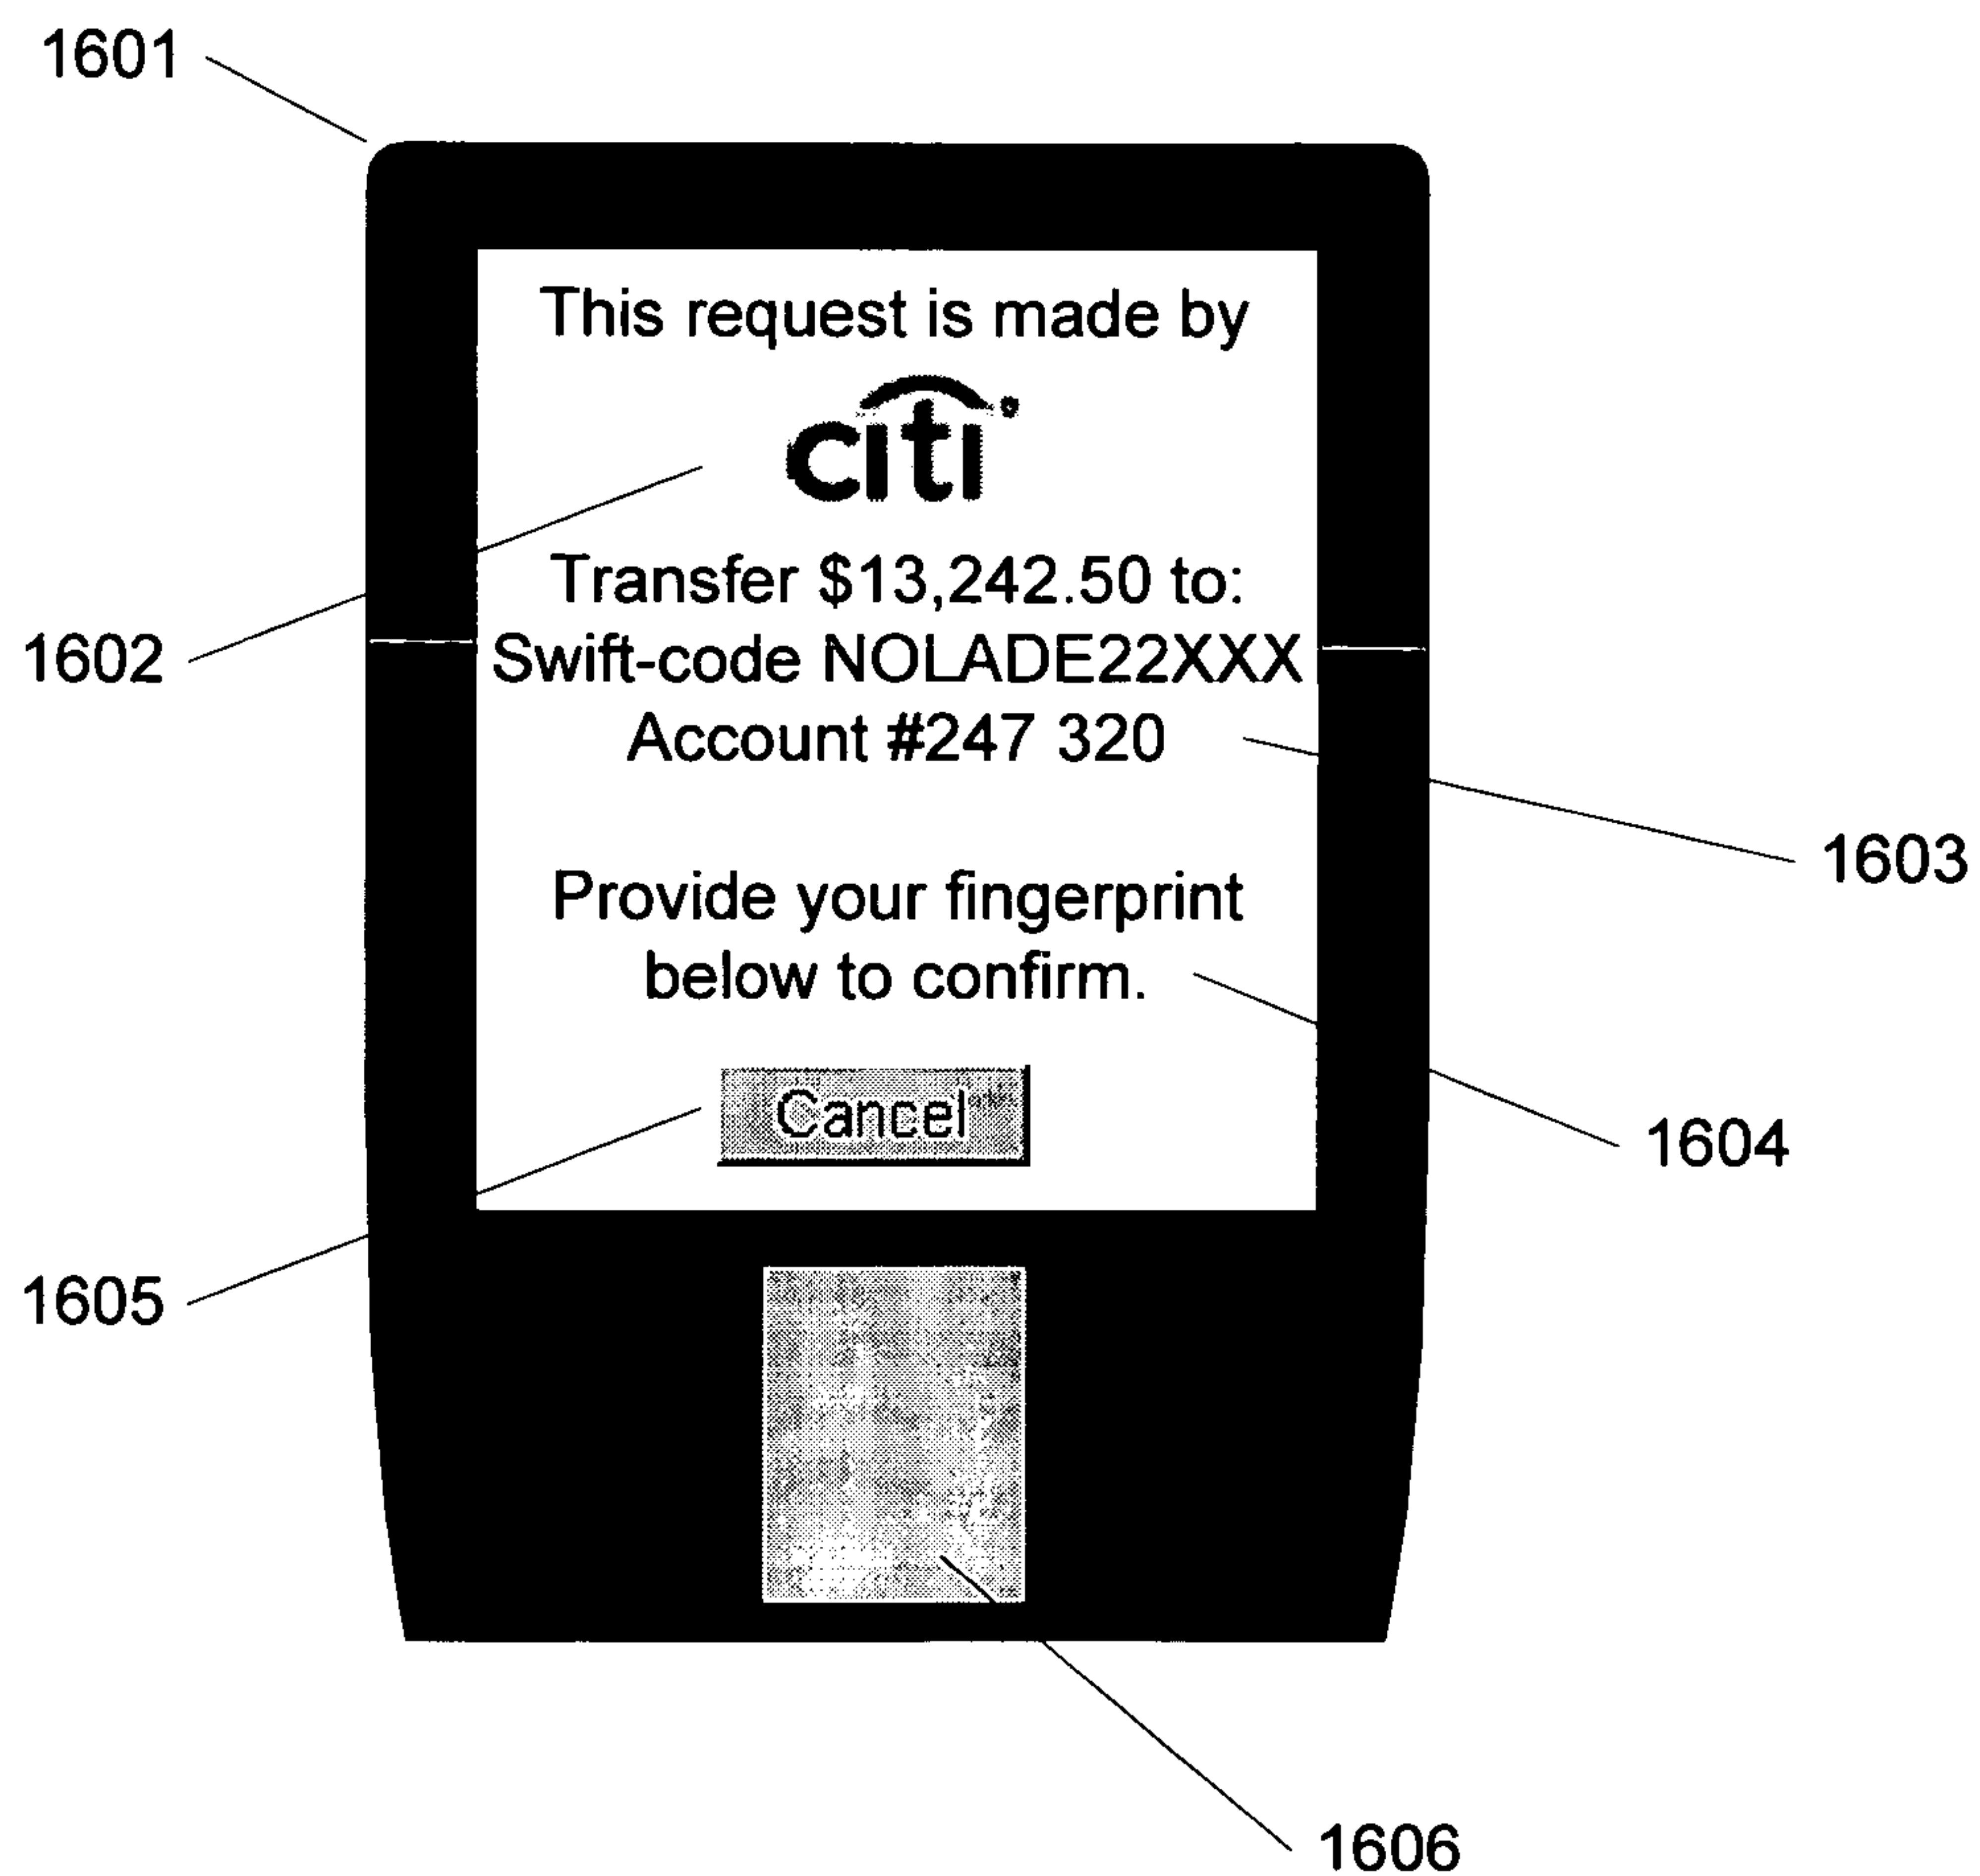 1601
This request is made by
citi
Transfer $13,242.50 to:
1602
Swift-code NOLADE22XXX
Account #247 320
1603
Provide your fingerprint
below to confirm.
Cancel
1604
1605
1606